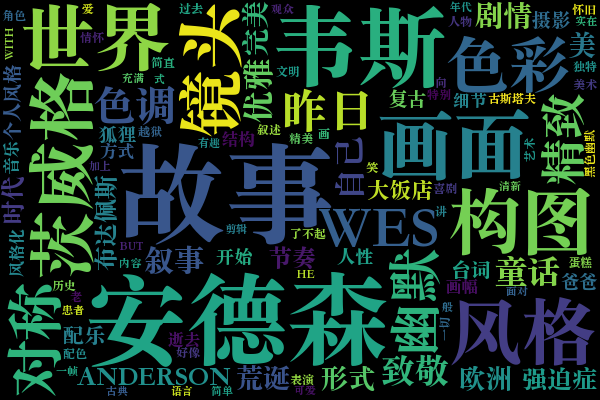 角色
过去
爱
观众
年代
怀旧
WITH
情怀
世界
镜头
优雅
完美
韦斯
剧情
人物
摄影
实在
美
简直
充满
式
文明
向
特别
色彩
独特
音乐
个人风格
茨威格
色调
昨日
复古
细节
古斯塔夫
美术
狐狸
越狱
叙述
精美
画
画面
精致
黑色幽默
方式
有趣
结构
自己
笑
艺术
时代
加上
故事
大饭店
喜剧
清新
布达佩斯
WES
讲
构图
风格化
BUT
剪辑
了不起
内容
叙事
开始
节奏
人性
幽默
台词
童话
蛋糕
HE
历史
老
患者
画幅
面对
爸爸
对称
安德森
一切
般
风格
配乐
配色
逝去
好像
致敬
一帧
ANDERSON
荒诞
表演
可爱
形式
欧洲
强迫症
古典
语言
简单